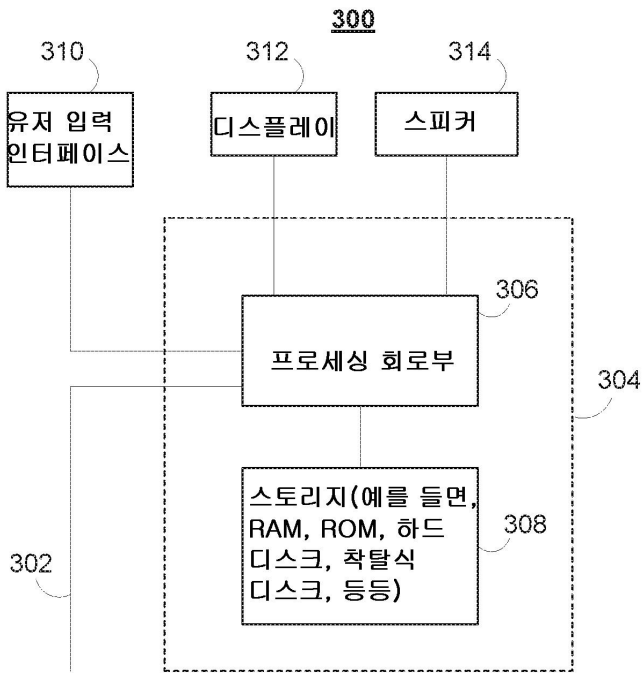 300
310
312
314
유저 입력
인터페이스
디스플레이
스피커
306
프로세싱 회로부
304
스토리지(예를 들면,
RAM, ROM, 하드
디스크, 착탈식
디스크, 등등)
308
302